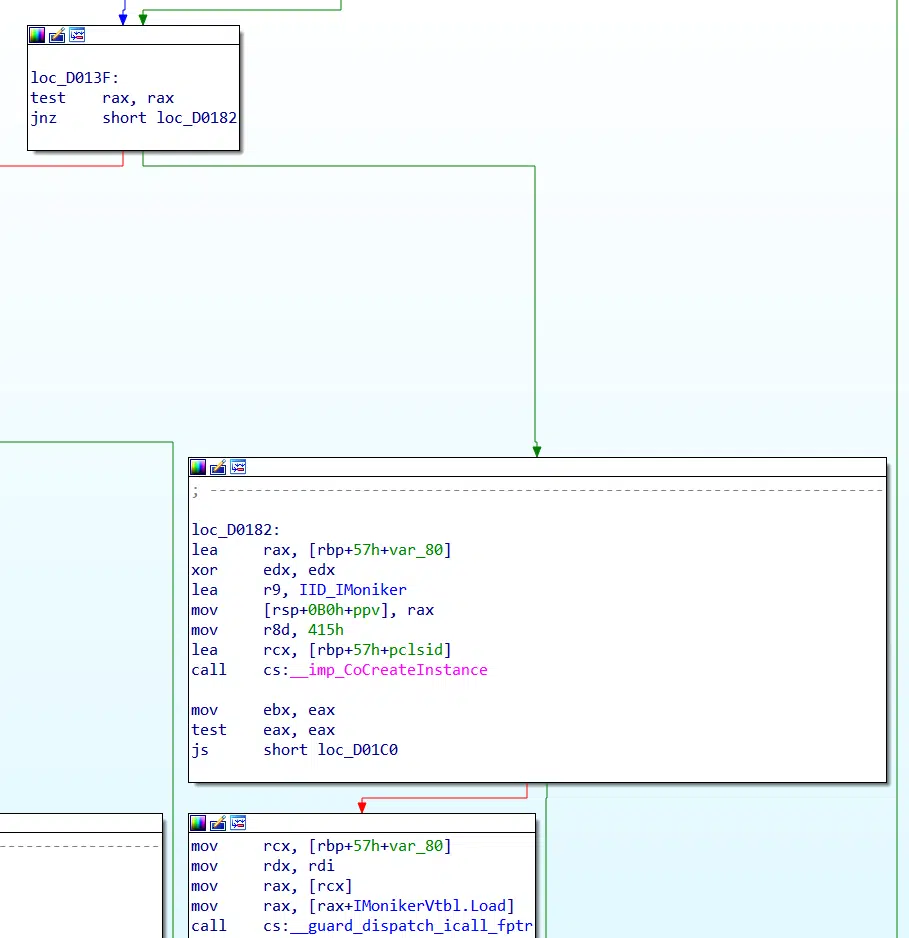 loc_D013F:
test rax, rax
jnz short loc_D0182
; ---------------------------------------------------------------------------
loc_D0182:
lea rax, [rbp+57h+var_80]
xor edx, edx
lea r9, IID_IMoniker
mov [rsp+0B0h+ppv], rax
mov r8d, 415h
lea rcx, [rbp+57h+pclsid]
call cs:__imp_CoCreateInstance
mov ebx, eax
test eax, eax
js short loc_D01C0
mov rcx, [rbp+57h+var_80]
mov rdx, rdi
mov rax, [rcx]
mov rax, [rax+IMonikerVtbl.Load]
call cs:__guard_dispatch_icall_fptr